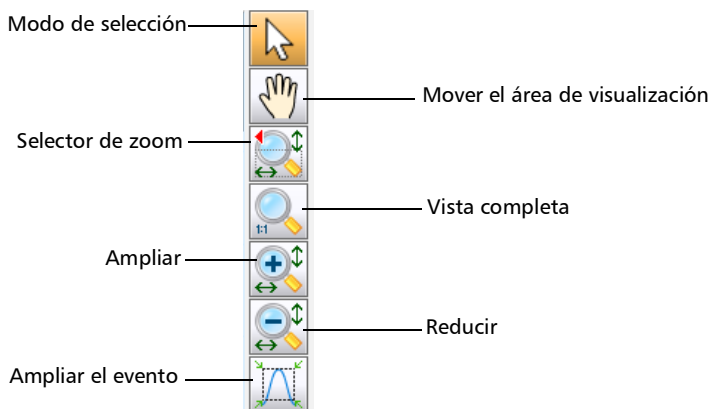 Modo de selección
Mover el área de visualización
Selector de zoom
1:1
Vista completa
Ampliar
Reducir
Ampliar el evento